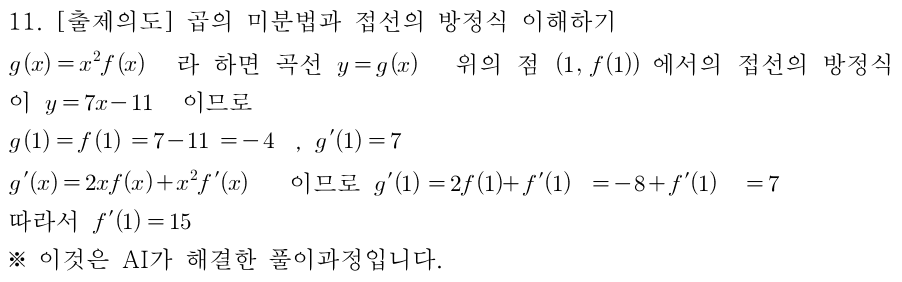 11. [출제의도] 곱의 미분법과 접선의 방정식 이해하기
g(x)=x²f(x) 라 하면 곡선 y=g(x) 위의 점 (1, f(1)) 에서의 접선의 방정식
이 y=7x-11 이므로
g(1)=f(1)=7-11=-4 , g′(1)=7
g′(x)=2xf(x)+x²f′(x) 이므로 g′(1)=2f(1)+f′(1) =-8+f′(1) =7
따라서 f′(1)=15
※ 이것은 AI가 해결한 풀이과정입니다.